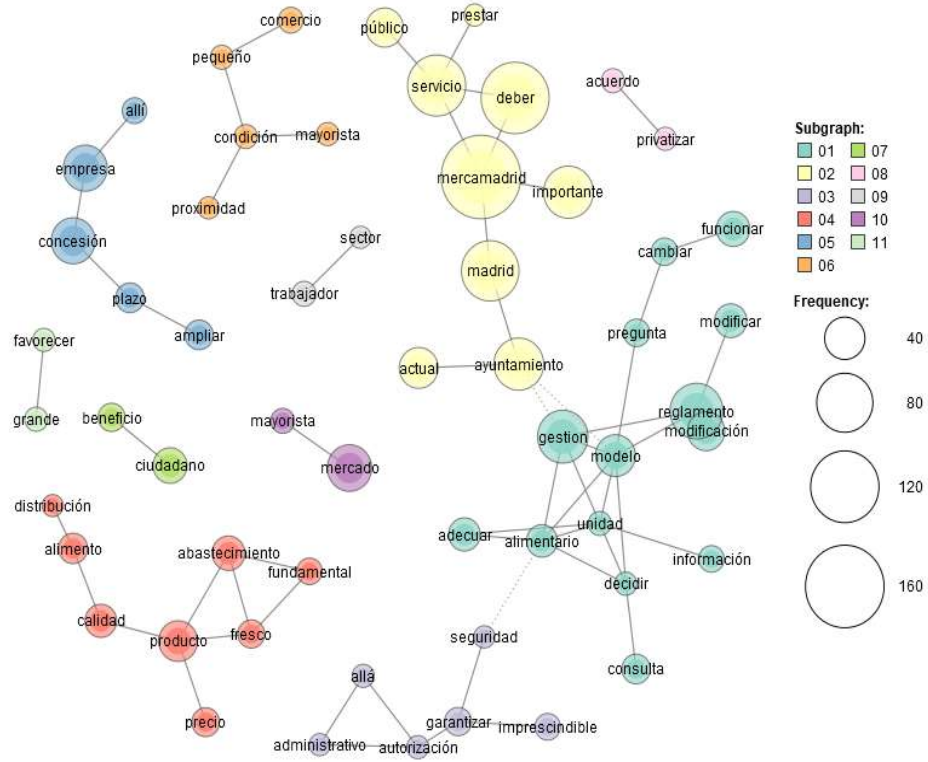 comercio
público
prestar
pequeño
acuerdo
servicio
deber
allí
condición
mayorista
privatizar
Subgraph:
01 07
02 08
03 09
04 10
05 11
06
empresa
mercamadrid
importante
proximidad
funcionar
sector
concesión
cambiar
madrid
trabajador
plazo
Frequency:
modificar
ampliar
pregunta
40
favorecer
actual
ayuntamiento
80
grande
beneficio
mayorista
reglamento
modificación
gestion
modelo
ciudadano
mercado
120
distribución
unidad
adecuar
alimentario
alimento
abastecimiento
información
fundamental
decidir
160
calidad
producto
fresco
seguridad
consulta
allá
precio
garantizar
imprescindible
administrativo
autorización